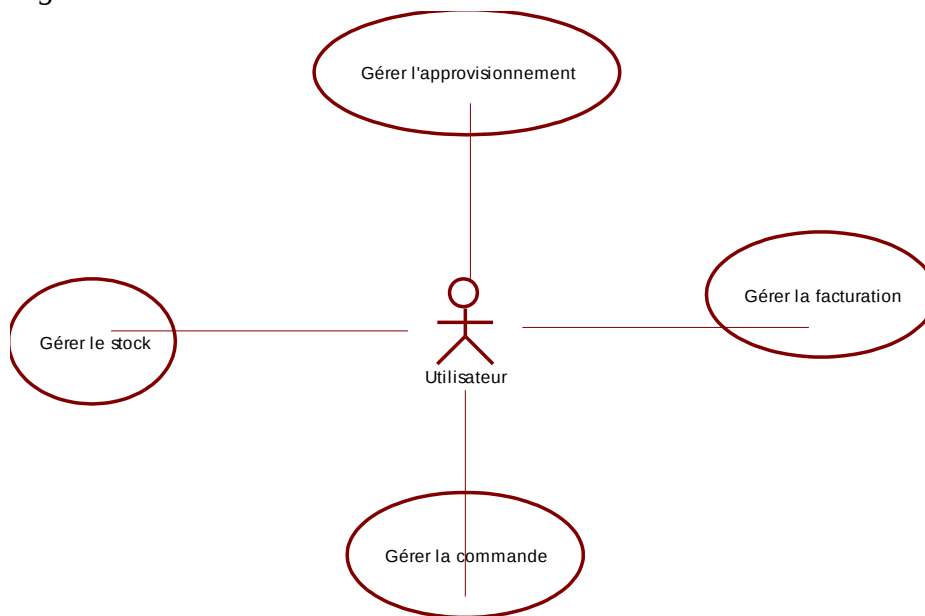 Gérer l'approvisionnement
Gérer la facturation
Gérer le stock
Utilisateur
Gérer la commande